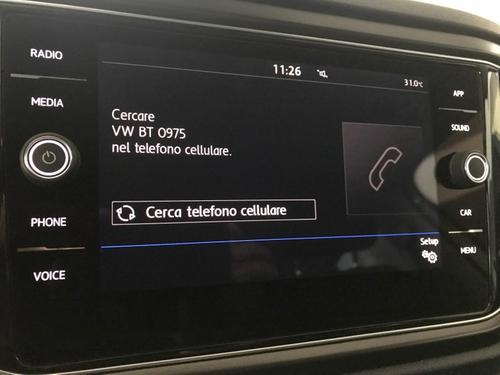 RADIO
MEDIA
PHONE
VOICE
11:26
31.0°C
Cercare
VW BT 0975
nel telefono cellulare.
Cerca telefono cellulare
Setup
APP
SOUND
CAR
MENU